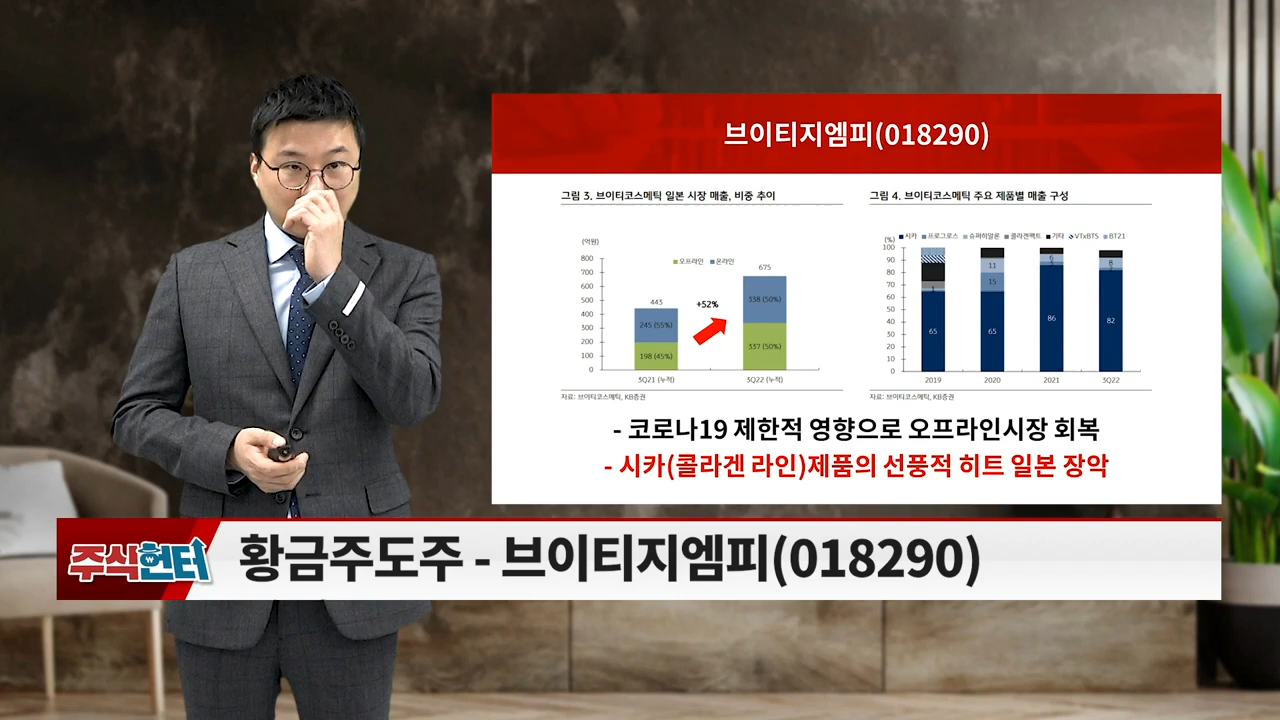 브이티지엠피(018290)
그림 3. 브이티코스메틱 일본 시장 매출, 비중 추이
(억원)
오프라인 온라인
800
700
600
500
400
300
200
100
0
443
245 (55%)
198 (45%)
+52%
675
338 (50%)
337 (50%)
3Q21 (누적) 3Q22 (누적)
자료: 브이티코스메틱, KB증권
그림 4. 브이티코스메틱 주요 제품별 매출 구성
(%)
시카 프로그로스 슈퍼히알론 콜라겐팩트 기타 VTxBTS BT21
100
90
80
70
60
50
40
30
20
10
0
1
65
11
15
65
6
86
8
82
2019 2020 2021 3Q22
자료: 브이티코스메틱, KB증권
- 코로나19 제한적 영향으로 오프라인시장 회복
- 시카(콜라겐 라인)제품의 선풍적 히트 일본 장악
주식헌터
황금주도주 - 브이티지엠피(018290)